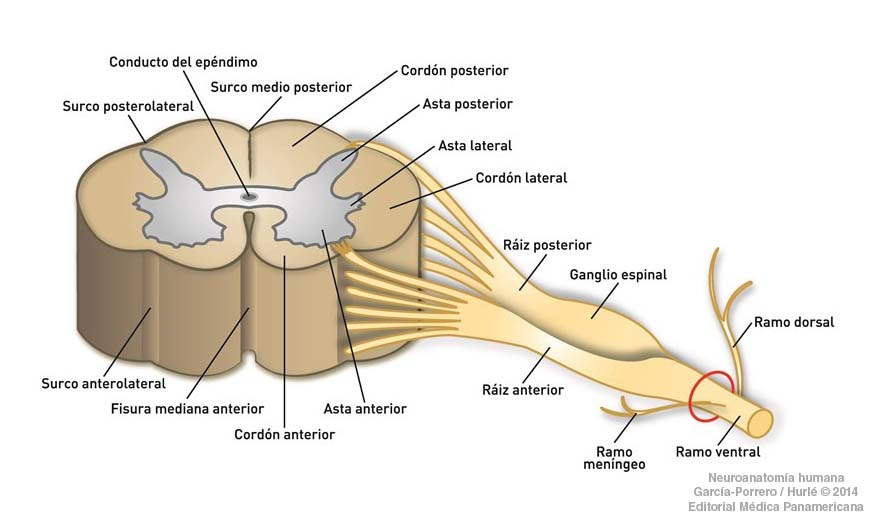 Conducto del epéndimo
Surco medio posterior
Cordón posterior
Surco posterolateral
Asta posterior
Asta lateral
Cordón lateral
Ráiz posterior
Ganglio espinal
Ramo dorsal
Surco anterolateral
Fisura mediana anterior
Asta anterior
Ráiz anterior
Cordón anterior
Ramo
meníngeo
Ramo ventral
Neuroanatomía humana
García-Porrero / Hurlé © 2014
Editorial Médica Panamericana